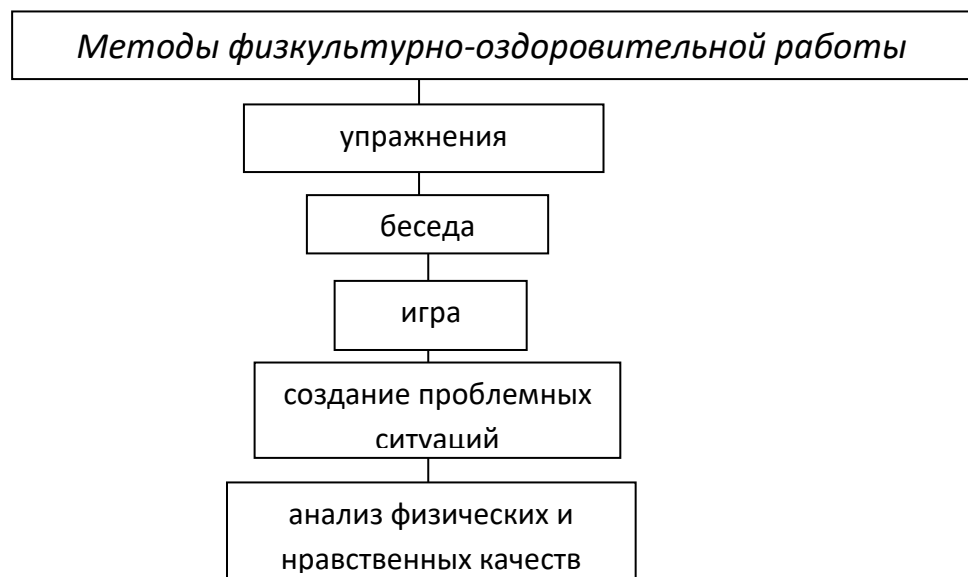 Методы физкультурно-оздоровительной работы
упражнения
беседа
игра
создание проблемных
ситуаций
анализ физических и
нравственных качеств